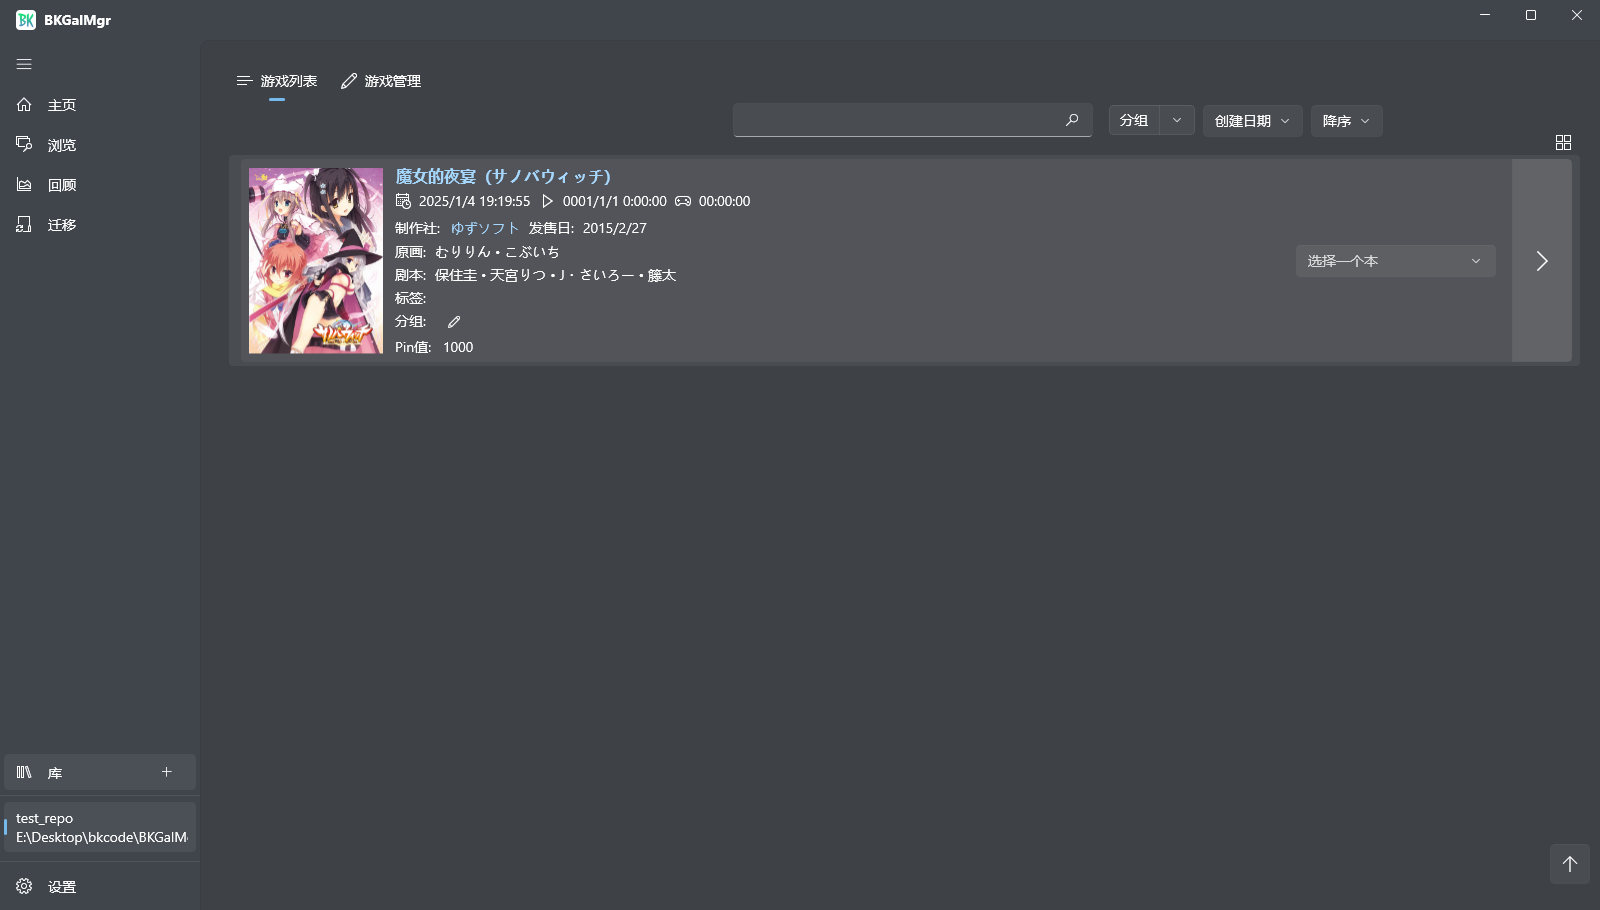 BK BKGalMgr
主页
浏览
回顾
迁移
游戏列表 游戏管理
分组 创建日期 降序
魔女的夜宴（サノバウィッチ）
2025/1/4 19:19:55 0001/1/1 0:00:00 00:00:00
制作社: ゆずソフト 发售日: 2015/2/27
原画: むりりん・こぶいち
剧本: 保住圭・天宮りつ・J・さいろー・籐太
标签:
分组:
Pin值: 1000
选择一个本
库
test_repo
E:\Desktop\bkcode\BKGalM
设置